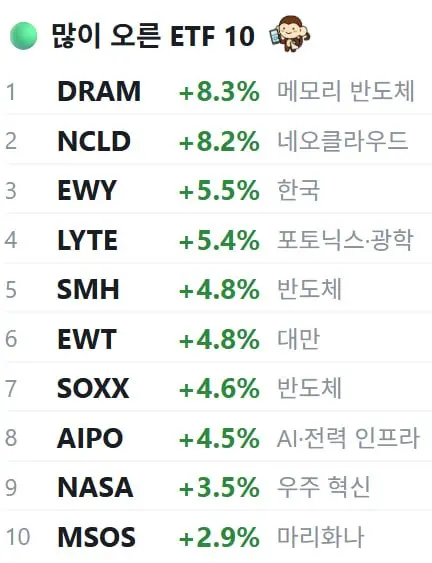 많이 오른 ETF 10
1 DRAM +8.3% 메모리 반도체
2 NCLD +8.2% 네오클라우드
3 EWY +5.5% 한국
4 LYTE +5.4% 포토닉스·광학
5 SMH +4.8% 반도체
6 EWT +4.8% 대만
7 SOXX +4.6% 반도체
8 AIPO +4.5% AI·전력 인프라
9 NASA +3.5% 우주 혁신
10 MSOS +2.9% 마리화나